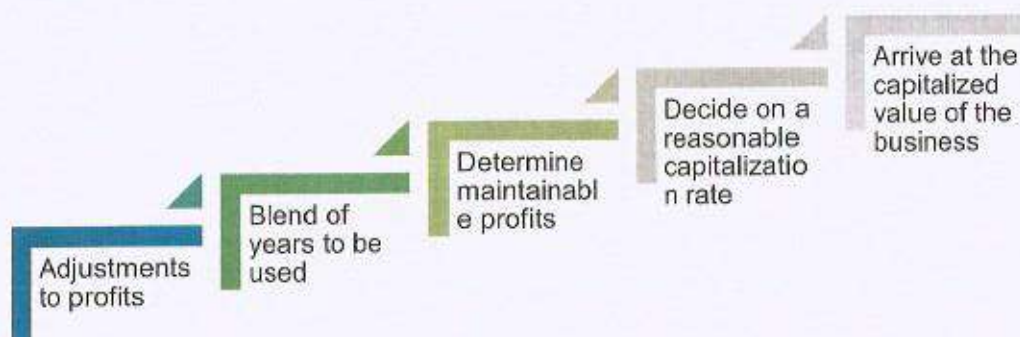 Adjustments
to profits
Blend of
years to be
used
Determine
maintainabl
e profits
Decide on a
reasonable
capitalizatio
n rate
Arrive at the
capitalized
value of the
business